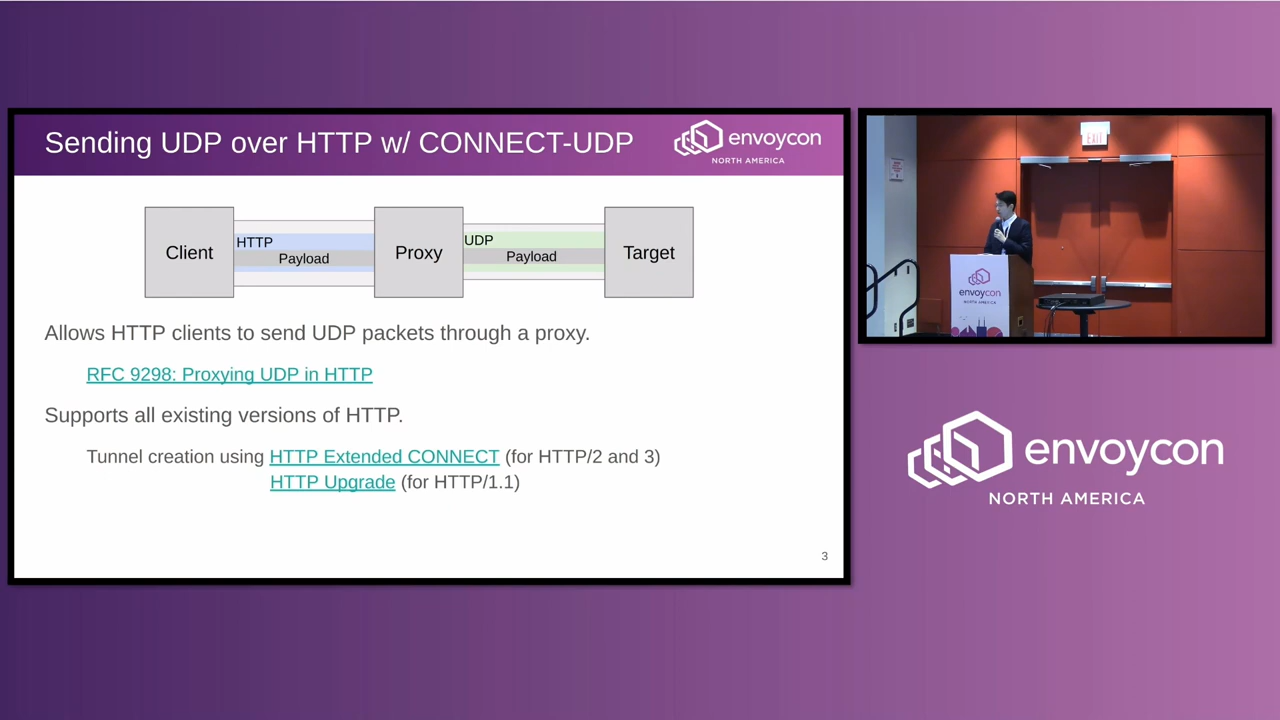 Sending UDP over HTTP w/ CONNECT-UDP
envoycon
NORTH AMERICA
Client
HTTP
Payload
Proxy
UDP
Payload
Target
Allows HTTP clients to send UDP packets through a proxy.
RFC 9298: Proxying UDP in HTTP
Supports all existing versions of HTTP.
Tunnel creation using HTTP Extended CONNECT (for HTTP/2 and 3)
HTTP Upgrade (for HTTP/1.1)
3
EXIT
envoycon
NORTH AMERICA
envoycon
NORTH AMERICA